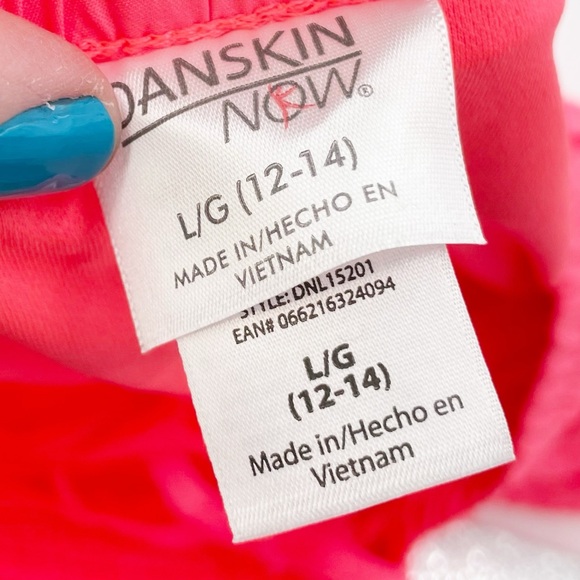 DANSKIN
NOW®
L/G (12-14)
MADE IN/HECHO EN
VIETNAM
STYLE: DNL15201
EAN# 066216324094
L/G
(12-14)
Made in/Hecho en
Vietnam